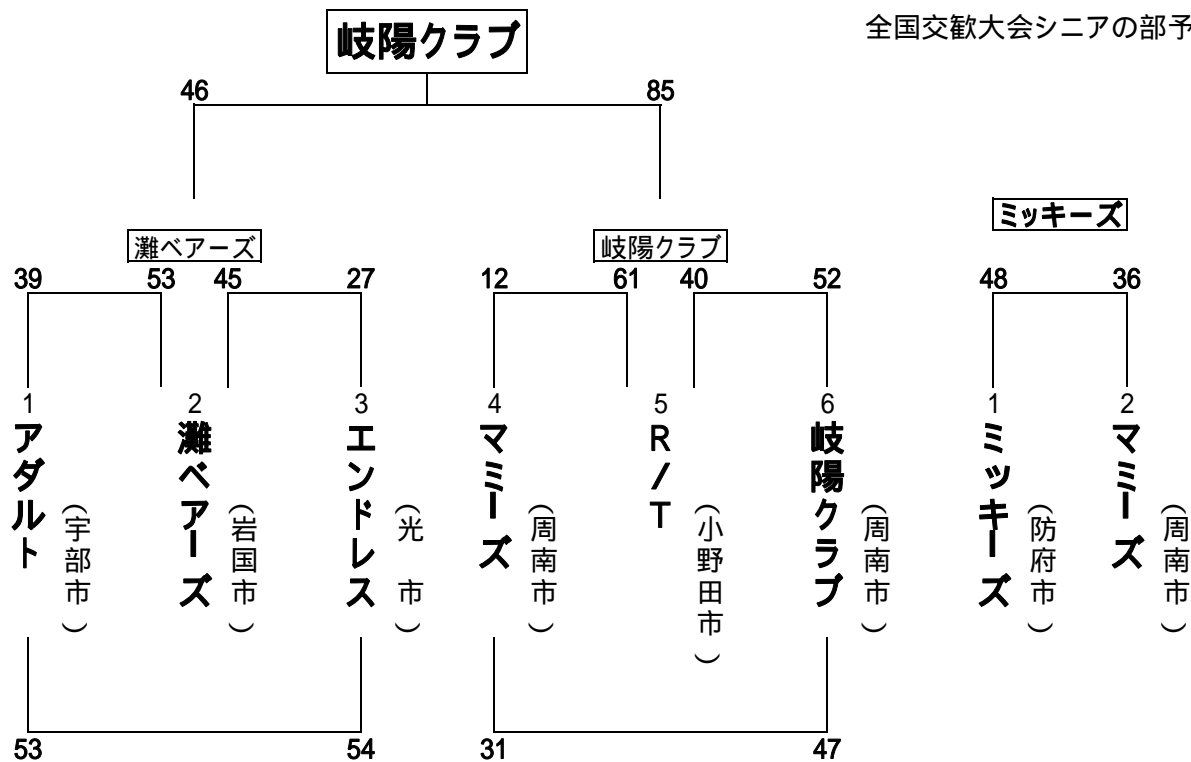 全国交歓大会シニアの部予
岐陽クラブ
46 85
ミッキーズ
灘ベアーズ 岐陽クラブ
39 53 45 27 12 61 40 52 48 36
1 2 3 4 5 6 1 2
アダルト
(宇部市)
灘ベアーズ
(岩国市)
エンドレス
(光 市)
マミーズ
(周南市)
R/T
(小野田市)
岐陽クラブ
(周南市)
ミッキーズ
(防府市)
マミーズ
(周南市)
53 54 31 47